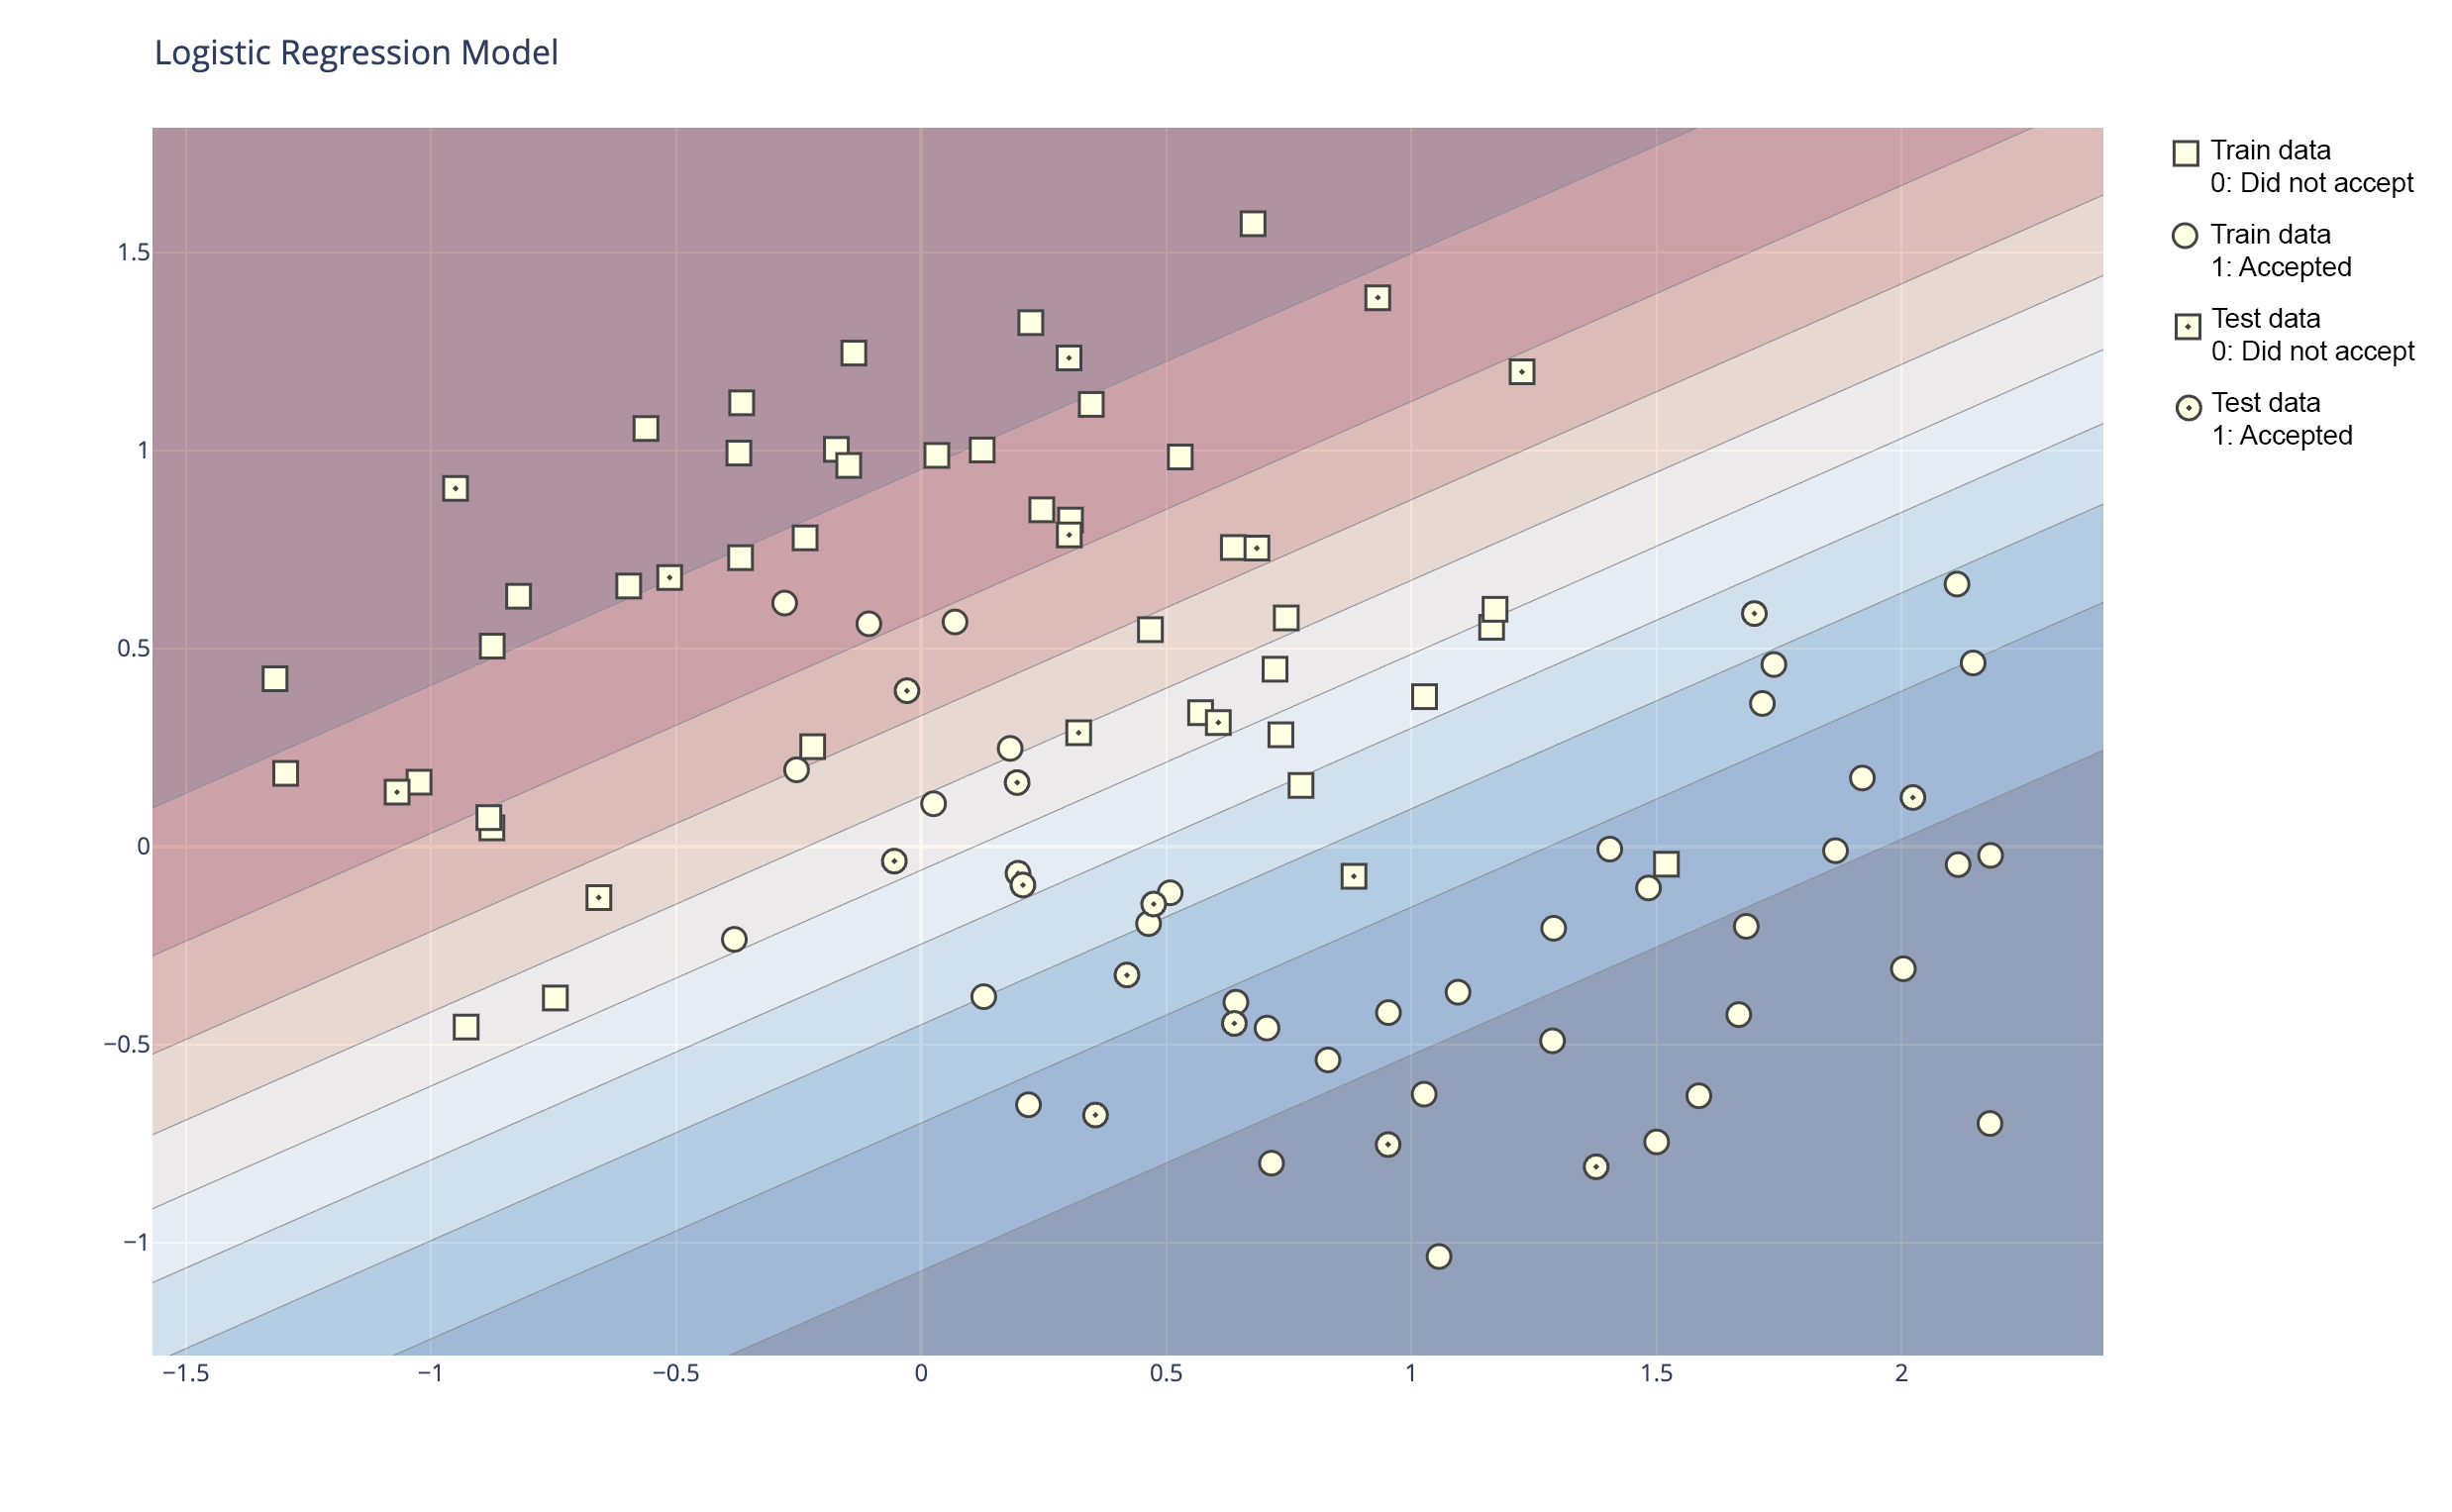 Logistic Regression Model
Train data
0: Did not accept
Train data
1: Accepted
Test data
0: Did not accept
Test data
1: Accepted
1.5
1
0.5
0
−0.5
−1
−1.5
−1
−0.5
0
0.5
1
1.5
2